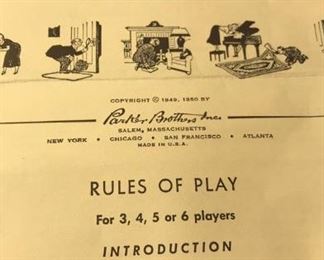 COPYRIGHT © 1949, 1950 BY
Parker Brothers Inc.
SALEM, MASSACHUSETTS
NEW YORK • CHICAGO • SAN FRANCISCO • ATLANTA
MADE IN U.S.A.
RULES OF PLAY
For 3, 4, 5 or 6 players
INTRODUCTION